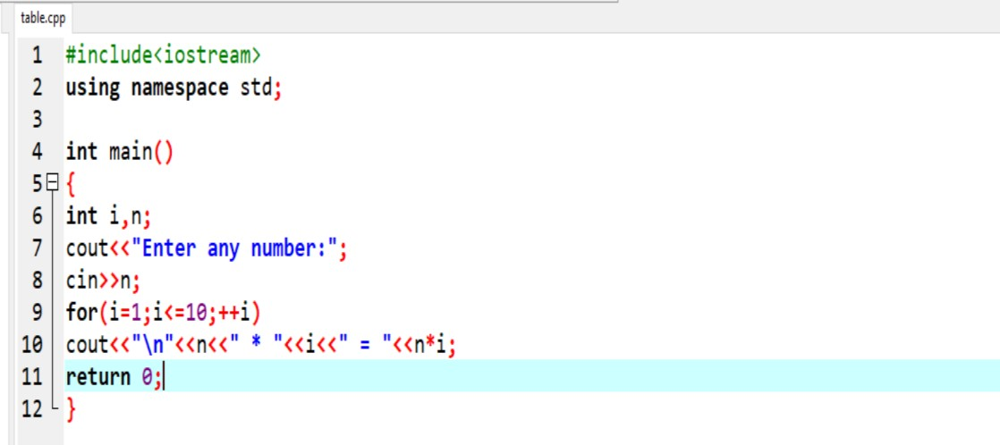 table.cpp
1 #include<iostream>
2 using namespace std;
3
4 int main()
5 {
6 int i,n;
7 cout<<"Enter any number:";
8 cin>>n;
9 for(i=1;i<=10;++i)
10 cout<<"\n"<<n<<" * "<<i<<" = "<<n*i;
11 return 0;
12 }